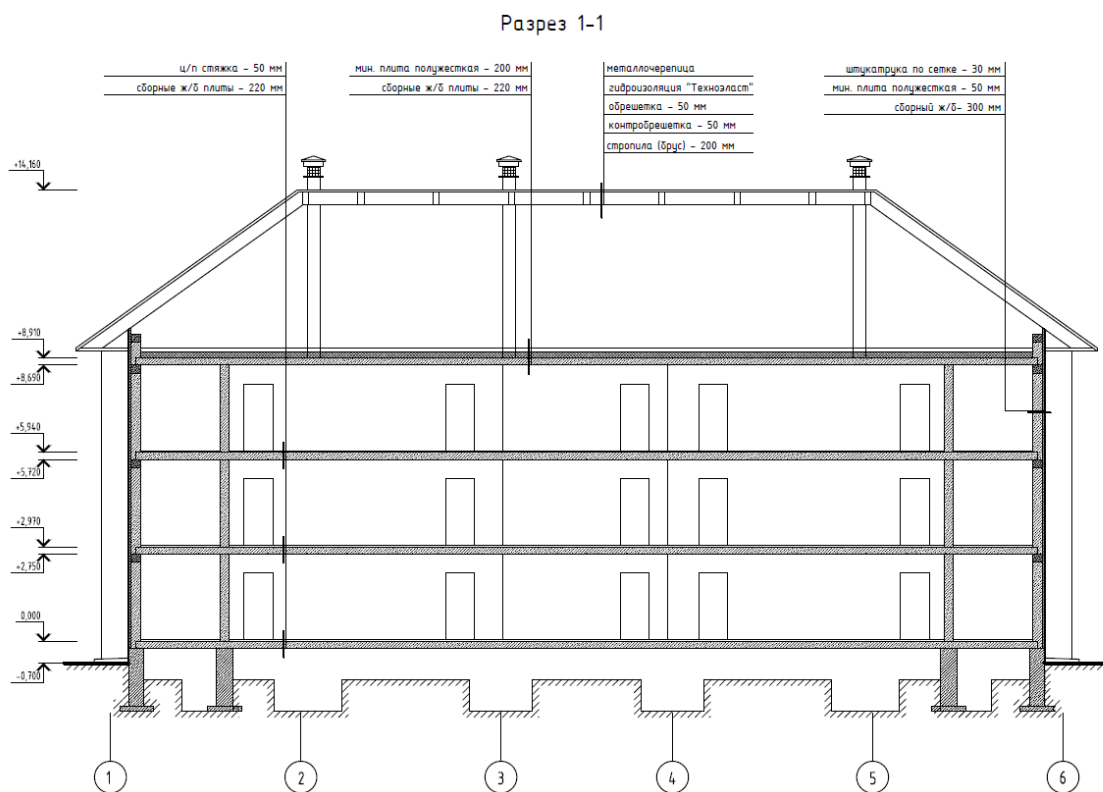 Разрез 1-1
ц/п стяжка - 50 мм
сборные ж/б плиты - 220 мм
мин. плита полужесткая - 200 мм
сборные ж/б плиты - 220 мм
металлочерепица
гидроизоляция "Техноэласт"
обрешетка - 50 мм
контробрешетка - 50 мм
стропила (брус) - 200 мм
штукатрука по сетке - 30 мм
мин. плита полужесткая - 50 мм
сборный ж/б- 300 мм
+14,160
+8,910
+8,690
+5,940
+5,720
+2,970
+2,750
0,000
-0,700
1
2
3
4
5
6